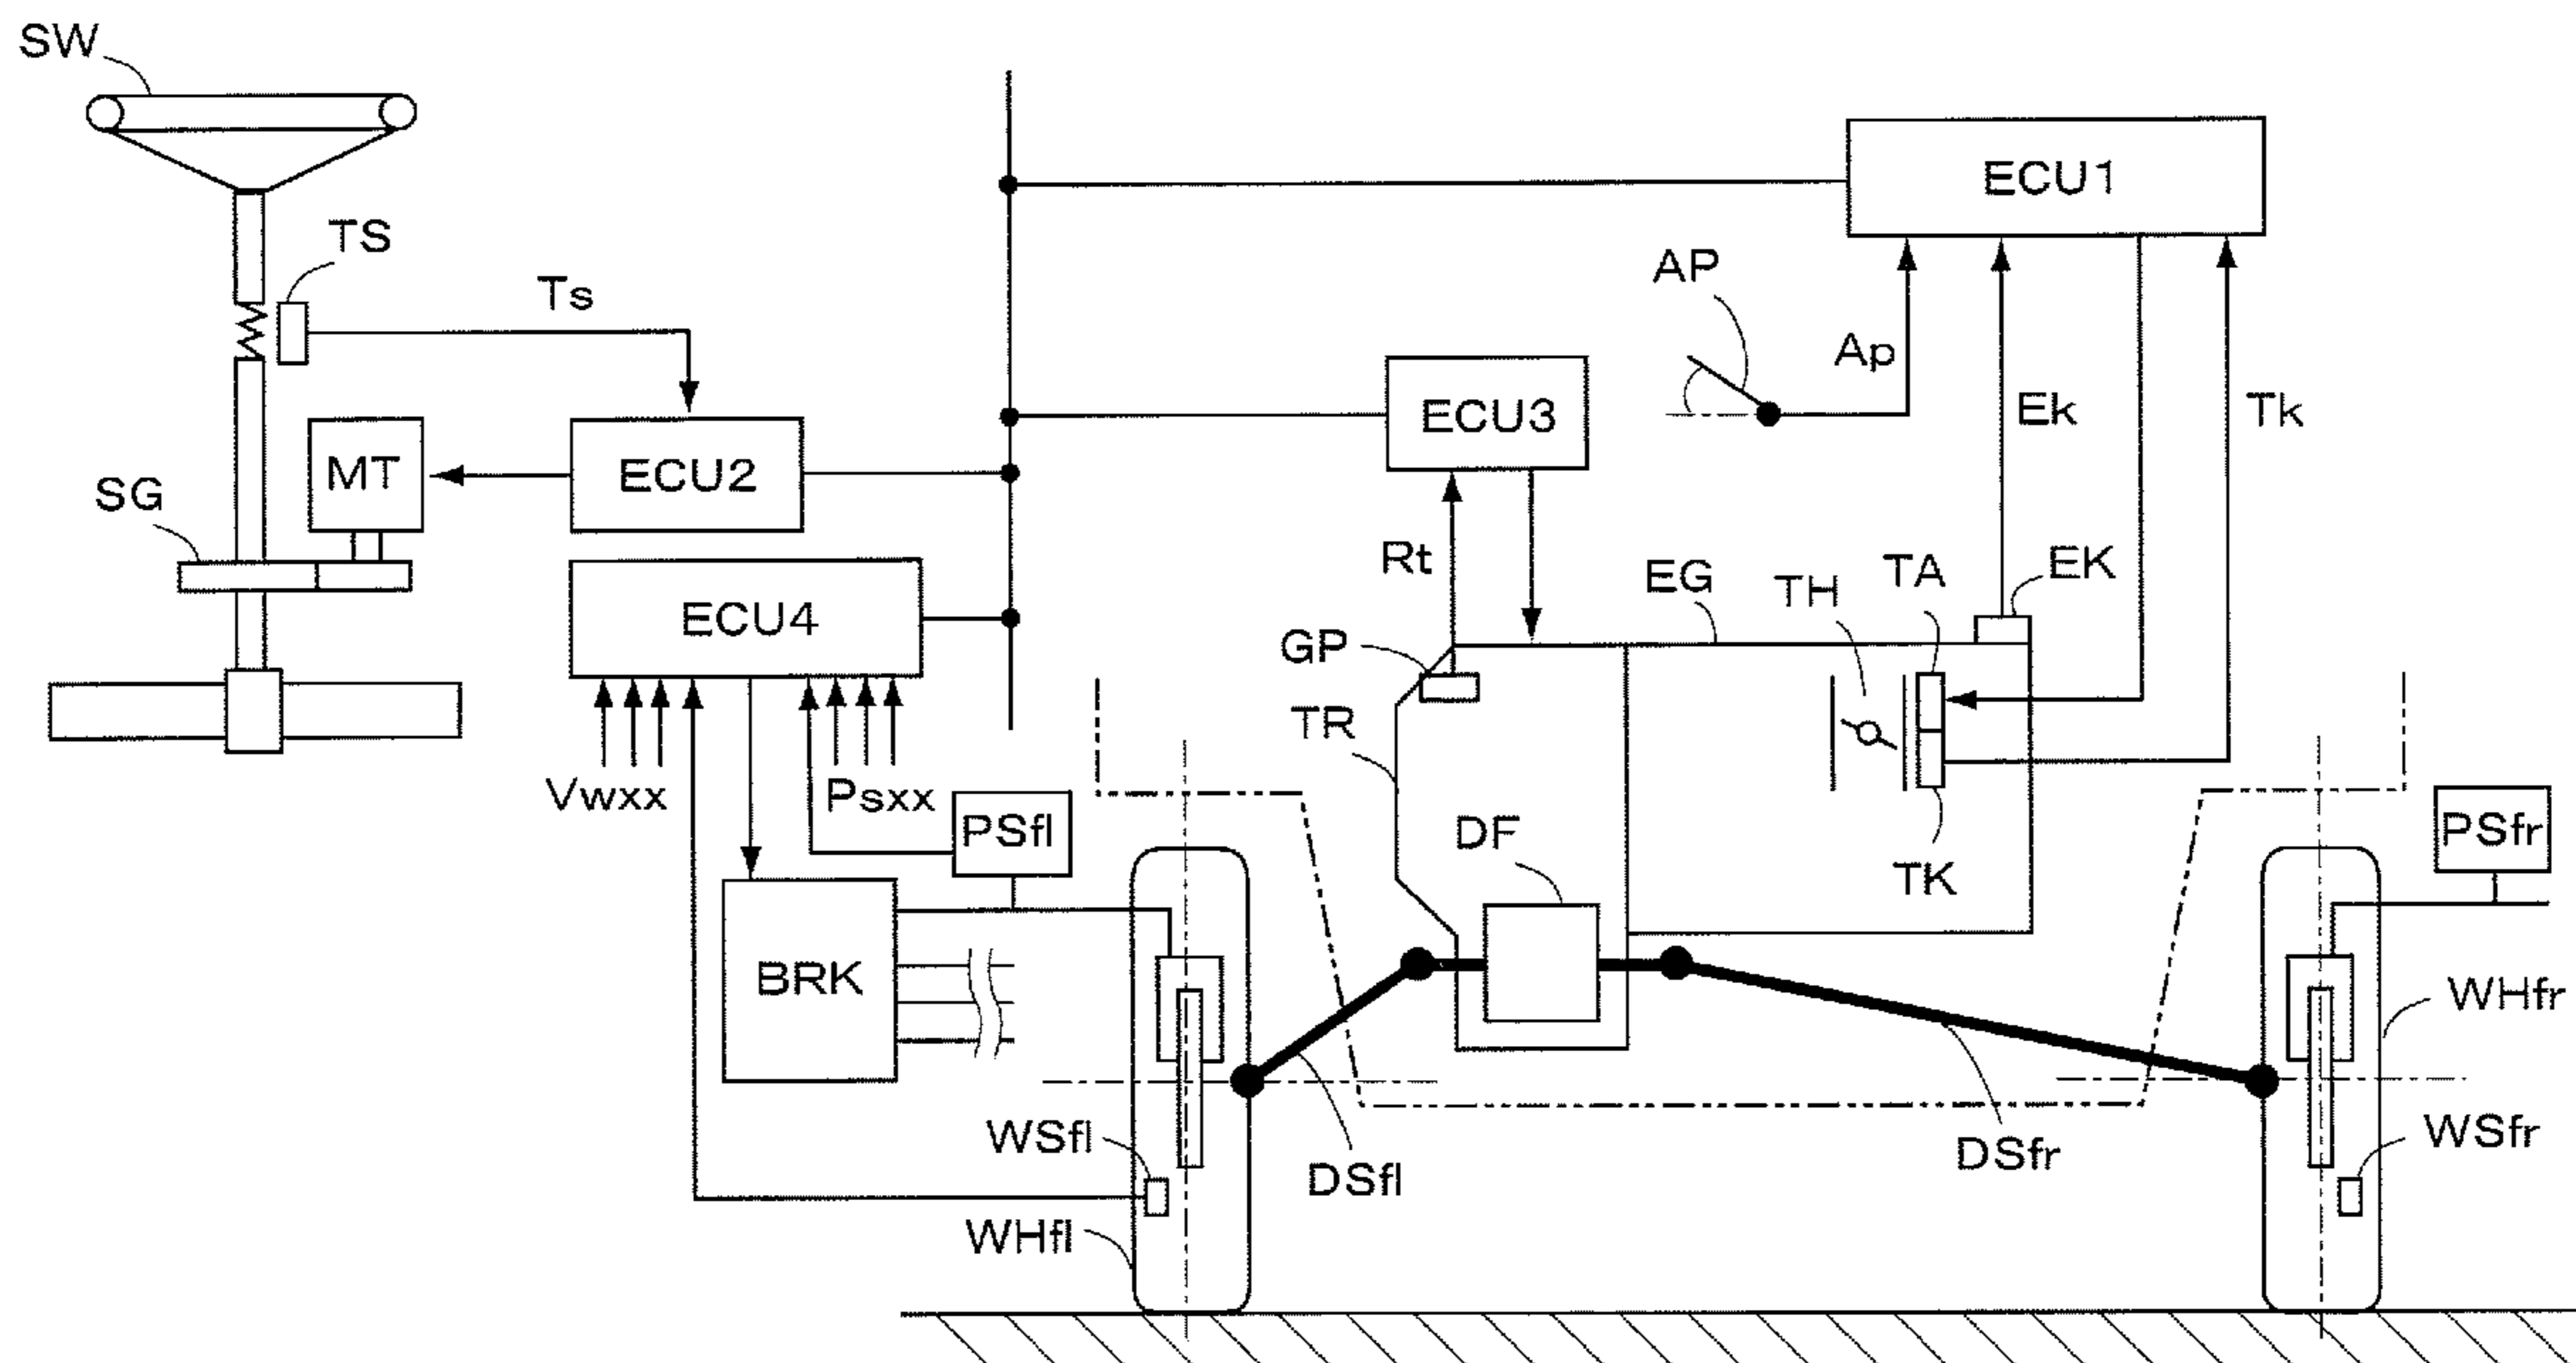 SW
ECU1
TS
Ts
AP
Ap
ECU3
Ek
Tk
MT
ECU2
SG
Rt
EG
TH
TA
EK
ECU4
GP
TR
Vwxx
Psxx
PSfl
DF
TK
PSfr
BRK
WHfr
WSfl
DSfl
DSfr
WSfr
WHfl